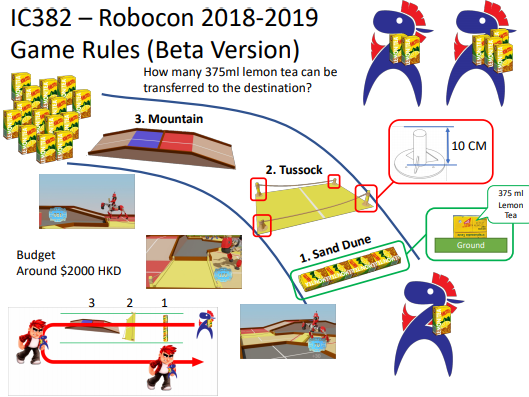 IC382 – Robocon 2018-2019
Game Rules (Beta Version)
How many 375ml lemon tea can be
transferred to the destination?
3. Mountain
10 CM
2. Tussock
375 ml
Lemon
Tea
1. Sand Dune
Ground
Budget
Around $2000 HKD
3 2 1